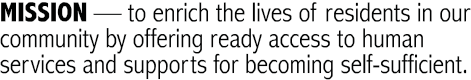 MISSION — to enrich the lives of residents in our
community by offering ready access to human
services and supports for becoming self-sufficient.